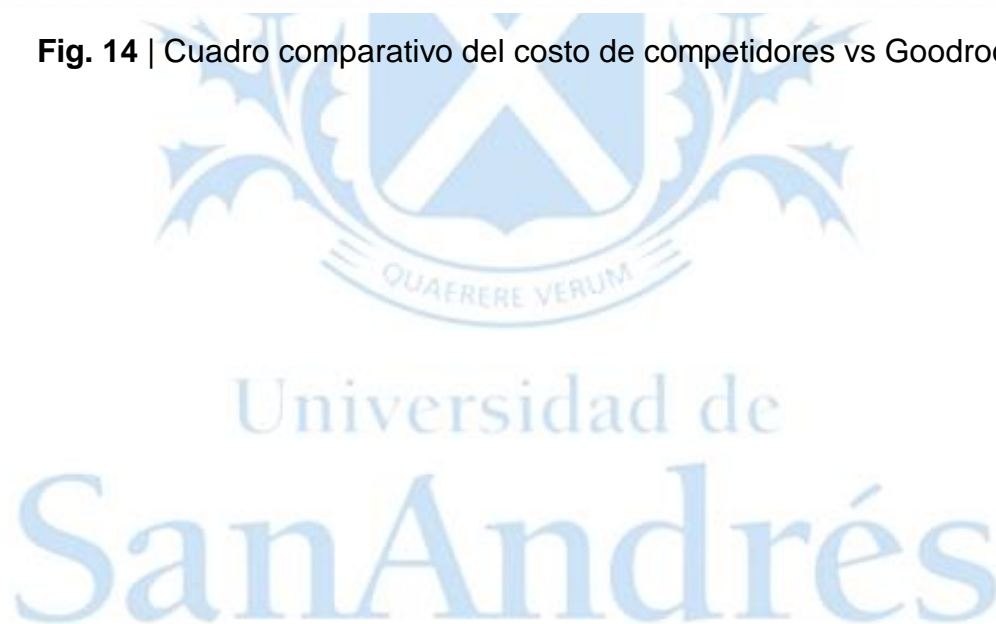 Fig. 14 | Cuadro comparativo del costo de competidores vs
QUAERERE VERUM
Universidad de
SanAndrés